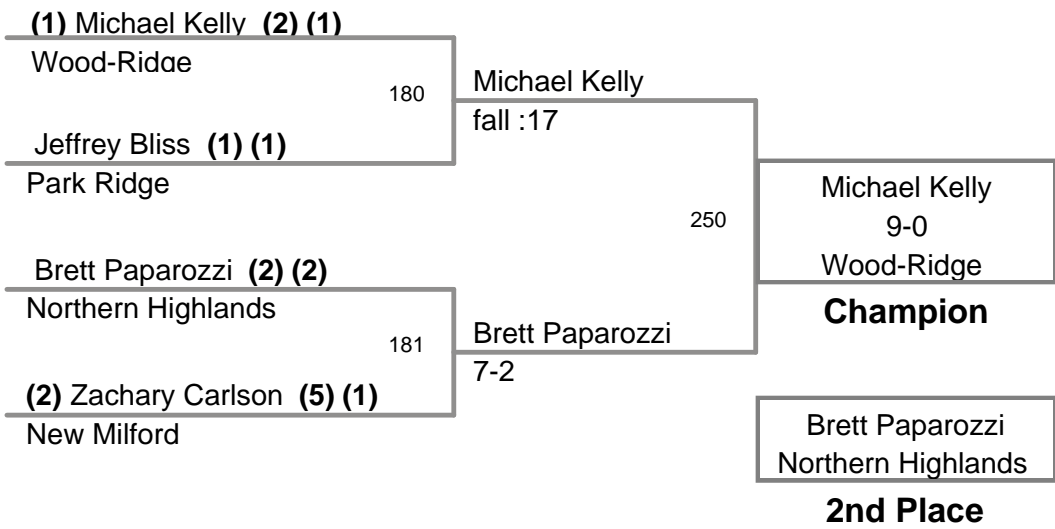 (1) Michael Kelly (2) (1)
Wood-Ridge
180
Michael Kelly
fall :17
Jeffrey Bliss (1) (1)
Park Ridge
250
Michael Kelly
9-0
Wood-Ridge
Champion
Brett Paparozzi (2) (2)
Northern Highlands
181
Brett Paparozzi
7-2
(2) Zachary Carlson (5) (1)
New Milford
Brett Paparozzi
Northern Highlands
2nd Place